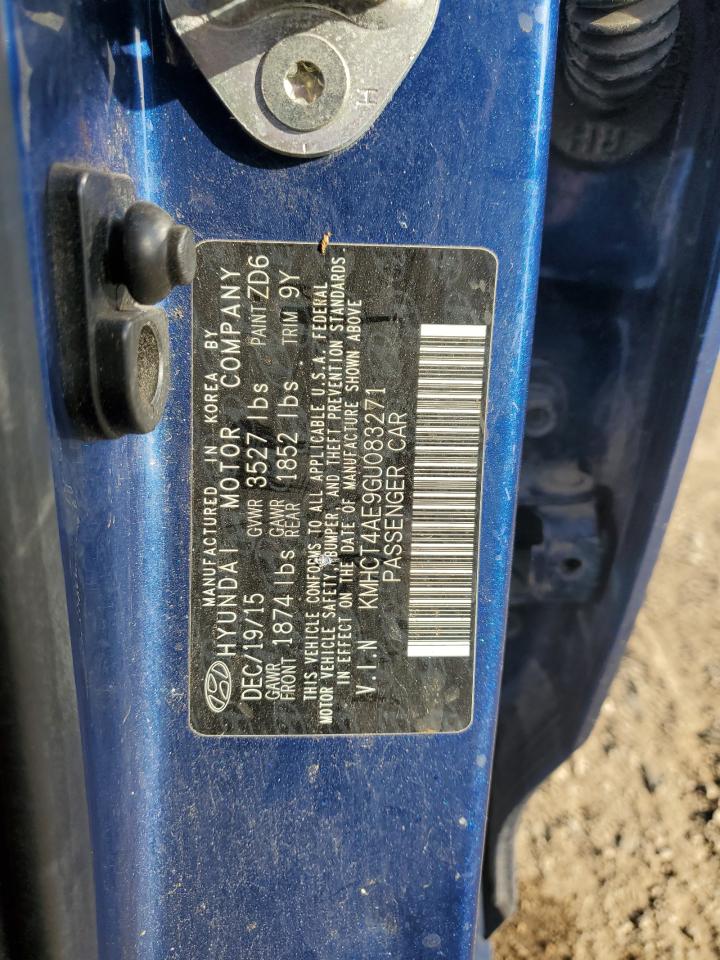 MANUFACTURED IN KOREA BY
HYUNDAI MOTOR COMPANY
DEC/19/15 GVWR 3527 lbs PAINT ZD6
GAWR FRONT 1874 lbs GAWR REAR 1852 lbs TRIM 9Y
THIS VEHICLE CONFORMS TO ALL APPLICABLE U.S.A. FEDERAL
MOTOR VEHICLE SAFETY, BUMPER, AND THEFT PREVENTION STANDARDS
IN EFFECT ON THE DATE OF MANUFACTURE SHOWN ABOVE
V.I.N KMHCT4AE9GU083271
PASSENGER CAR
H